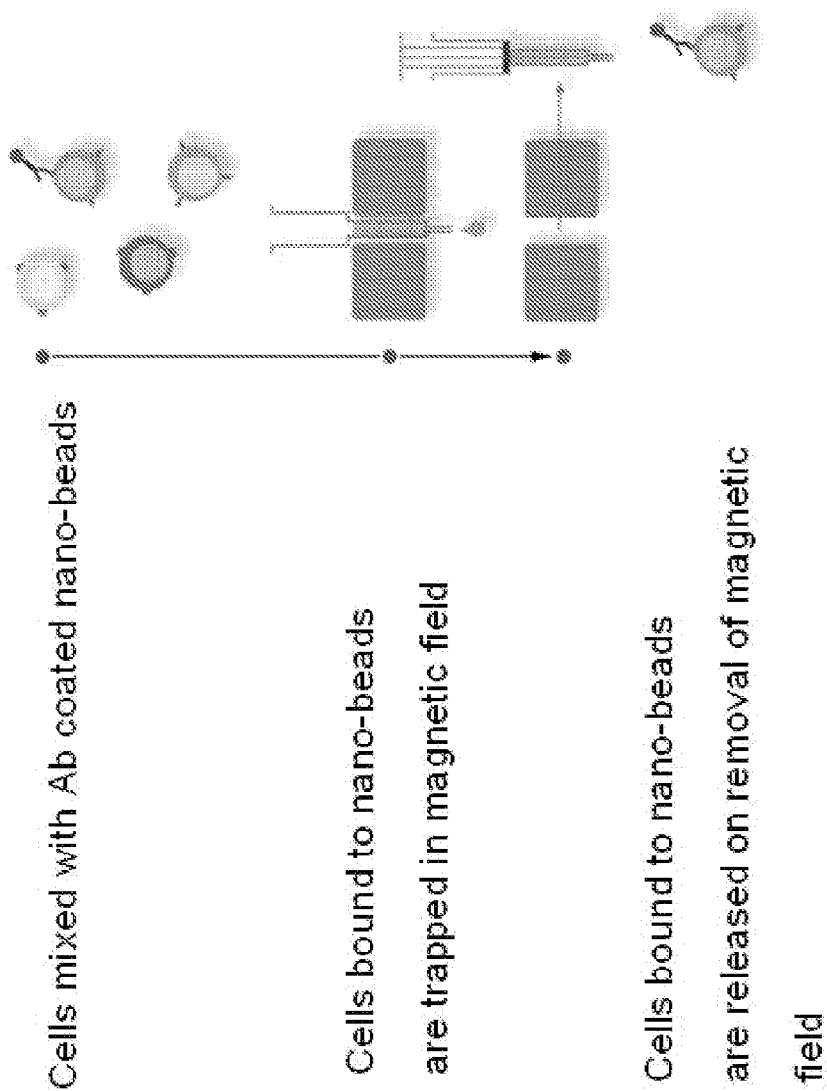 Cells mixed with Ab coated nano-beads
Cells bound to nano-beads
are trapped in magnetic field
Cells bound to nano-beads
are released on removal of magnetic
field